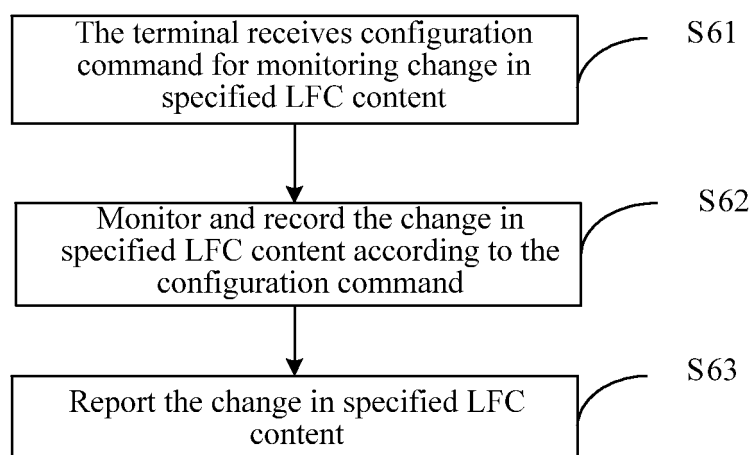 The terminal receives configuration
command for monitoring change in
specified LFC content
S61
Monitor and record the change in
specified LFC content according to the
configuration command
S62
Report the change in specified LFC
content
S63